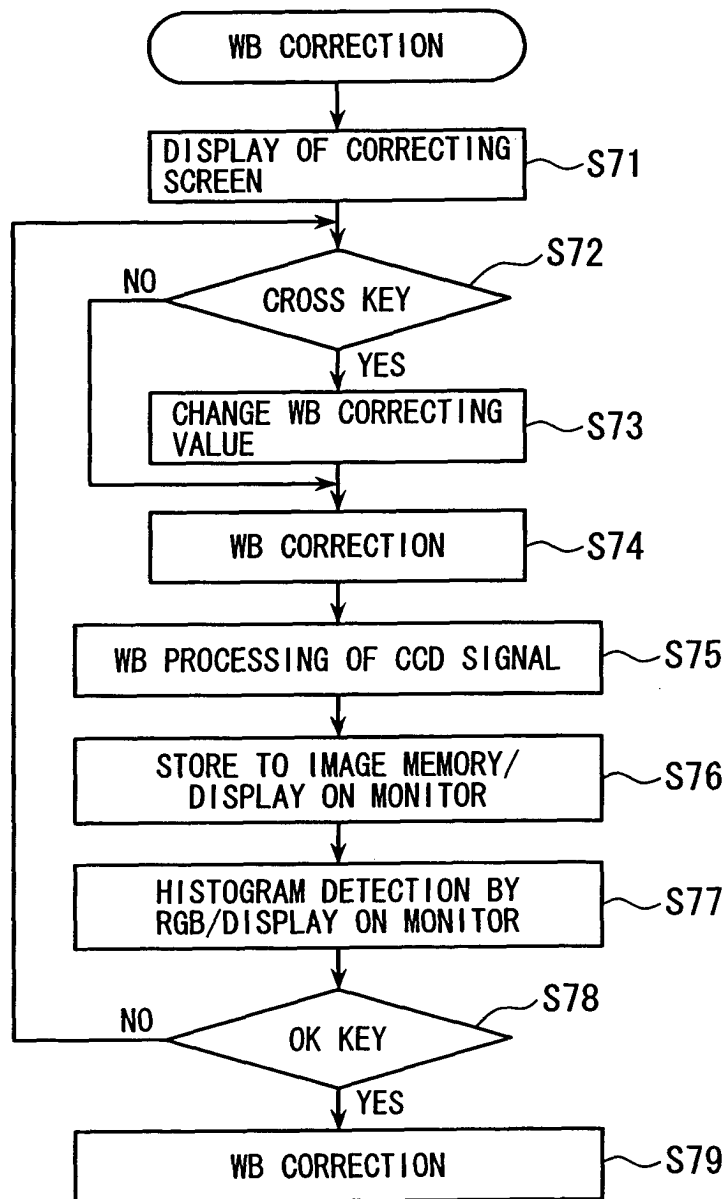 WB CORRECTION
DISPLAY OF CORRECTING
SCREEN
S71
S72
NO
CROSS KEY
YES
CHANGE WB CORRECTING
VALUE
S73
WB CORRECTION
S74
WB PROCESSING OF CCD SIGNAL
S75
STORE TO IMAGE MEMORY/
DISPLAY ON MONITOR
S76
HISTOGRAM DETECTION BY
RGB/DISPLAY ON MONITOR
S77
S78
NO
OK KEY
YES
WB CORRECTION
S79